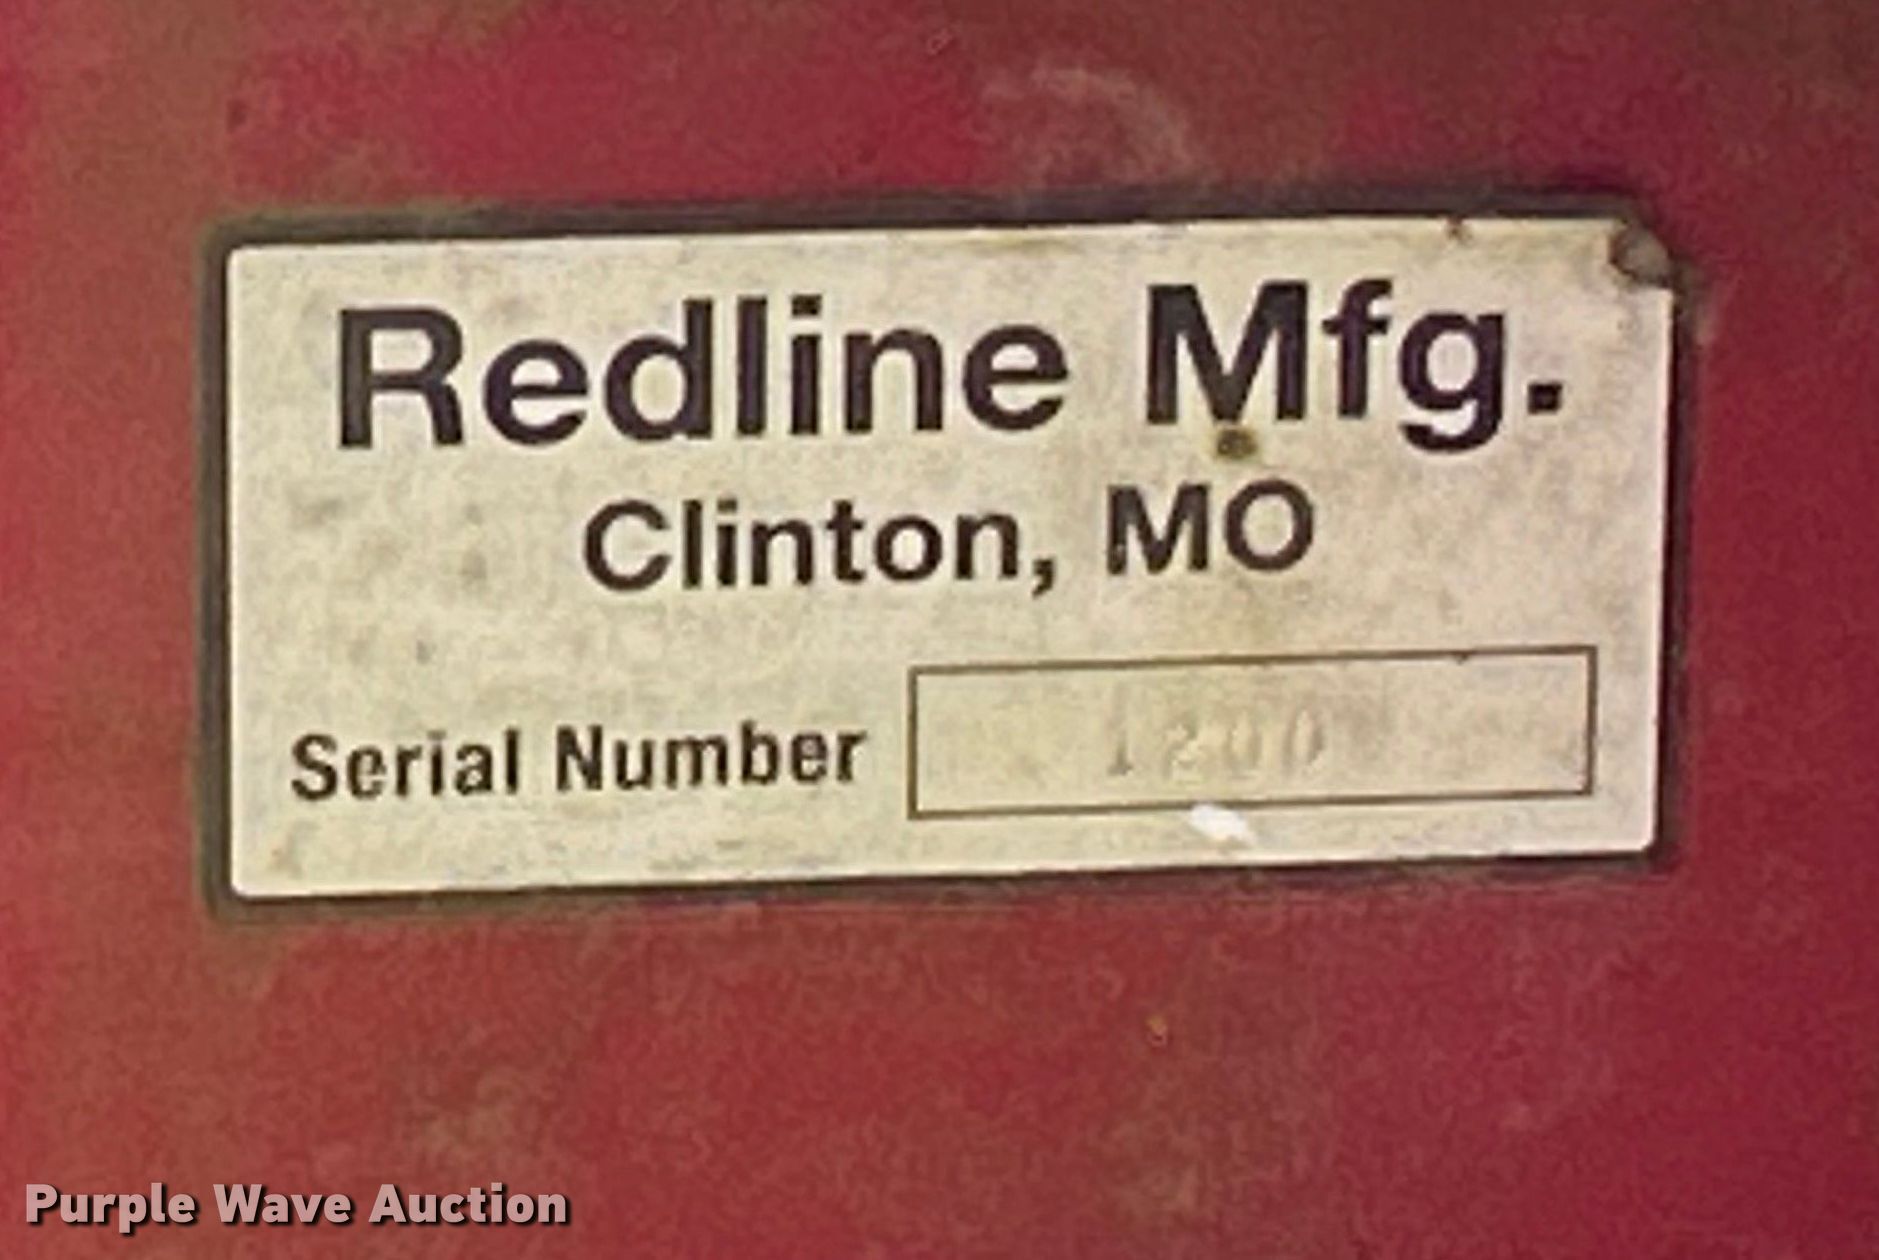 Redline Mfg.
Clinton, MO
Serial Number 1200
Purple Wave Auction